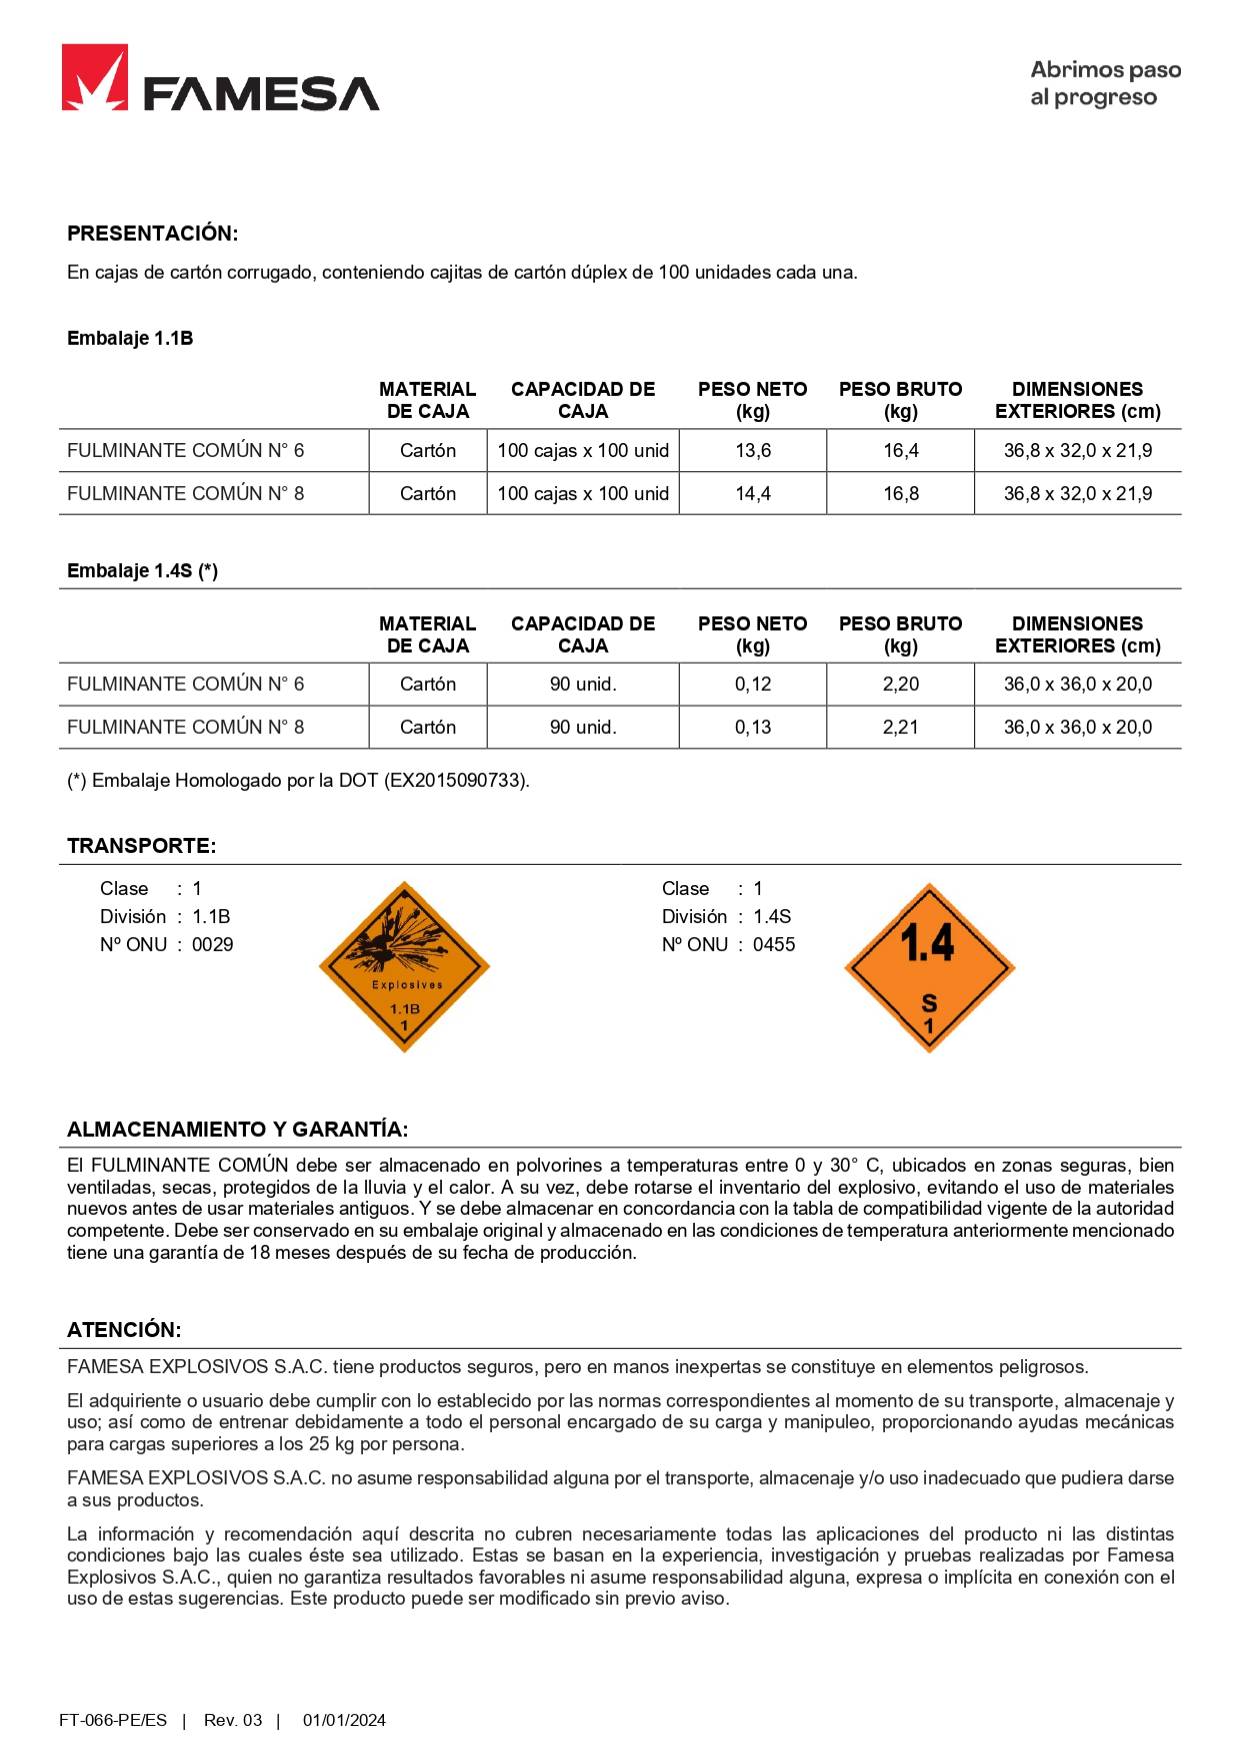 FAMESA
Abrimos paso
al progreso
PRESENTACIÓN:
En cajas de cartón corrugado, conteniendo cajitas de cartón dúplex de 100 unidades cada una.
Embalaje 1.1B
MATERIAL DE CAJA CAPACIDAD DE CAJA PESO NETO (kg) PESO BRUTO (kg) DIMENSIONES EXTERIORES (cm)
FULMINANTE COMÚN N° 6 Cartón 100 cajas x 100 unid 13,6 16,4 36,8 x 32,0 x 21,9
FULMINANTE COMÚN N° 8 Cartón 100 cajas x 100 unid 14,4 16,8 36,8 x 32,0 x 21,9
Embalaje 1.4S (*)
MATERIAL DE CAJA CAPACIDAD DE CAJA PESO NETO (kg) PESO BRUTO (kg) DIMENSIONES EXTERIORES (cm)
FULMINANTE COMÚN N° 6 Cartón 90 unid. 0,12 2,20 36,0 x 36,0 x 20,0
FULMINANTE COMÚN N° 8 Cartón 90 unid. 0,13 2,21 36,0 x 36,0 x 20,0
(*) Embalaje Homologado por la DOT (EX2015090733).
TRANSPORTE:
Clase : 1
División : 1.1B
Nº ONU : 0029
Explosives
1.1B
1
Clase : 1
División : 1.4S
Nº ONU : 0455
1.4
S
1
ALMACENAMIENTO Y GARANTÍA:
El FULMINANTE COMÚN debe ser almacenado en polvorines a temperaturas entre 0 y 30° C, ubicados en zonas seguras, bien
ventiladas, secas, protegidos de la lluvia y el calor. A su vez, debe rotarse el inventario del explosivo, evitando el uso de materiales
nuevos antes de usar materiales antiguos. Y se debe almacenar en concordancia con la tabla de compatibilidad vigente de la autoridad
competente. Debe ser conservado en su embalaje original y almacenado en las condiciones de temperatura anteriormente mencionado
tiene una garantía de 18 meses después de su fecha de producción.
ATENCIÓN:
FAMESA EXPLOSIVOS S.A.C. tiene productos seguros, pero en manos inexpertas se constituye en elementos peligrosos.
El adquiriente o usuario debe cumplir con lo establecido por las normas correspondientes al momento de su transporte, almacenaje y
uso; así como de entrenar debidamente a todo el personal encargado de su carga y manipuleo, proporcionando ayudas mecánicas
para cargas superiores a los 25 kg por persona.
FAMESA EXPLOSIVOS S.A.C. no asume responsabilidad alguna por el transporte, almacenaje y/o uso inadecuado que pudiera darse
a sus productos.
La información y recomendación aquí descrita no cubren necesariamente todas las aplicaciones del producto ni las distintas
condiciones bajo las cuales éste sea utilizado. Estas se basan en la experiencia, investigación y pruebas realizadas por Famesa
Explosivos S.A.C., quien no garantiza resultados favorables ni asume responsabilidad alguna, expresa o implícita en conexión con el
uso de estas sugerencias. Este producto puede ser modificado sin previo aviso.
FT-066-PE/ES | Rev. 03 | 01/01/2024